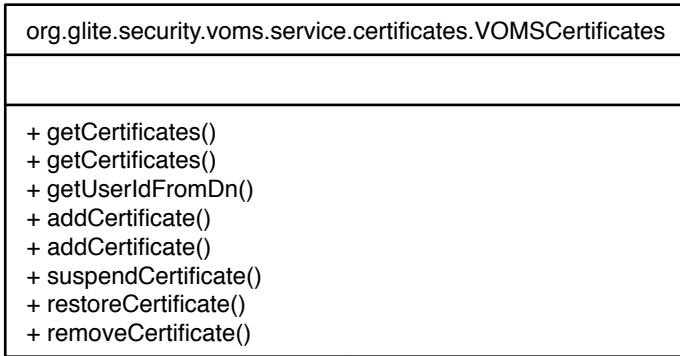 org.glite.security.voms.service.certificates.VOMSCertificates
+ getCertificates()
+ getCertificates()
+ getUserIdFromDn()
+ addCertificate()
+ addCertificate()
+ suspendCertificate()
+ restoreCertificate()
+ removeCertificate()